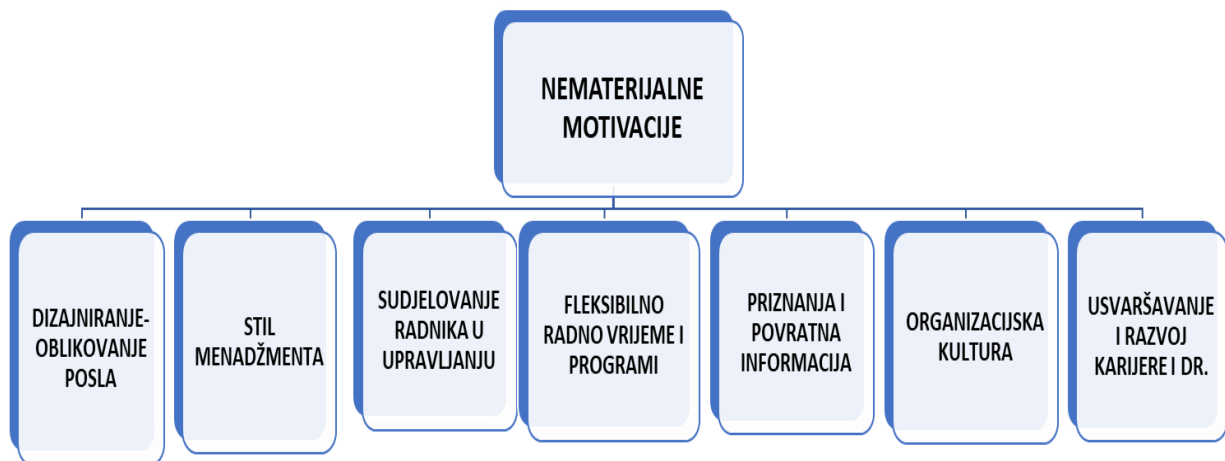 NEMATERIJALNE
MOTIVACIJE
DIZAJNIRANJE-
OBLIKOVANJE
POSLA
STIL
MENADŽMENTA
SUDJELOVANJE
RADNIKA U
UPRAVLJANJU
FLEKSIBILNO
RADNO VRIJEME I
PROGRAMI
PRIZNANJA I
POVRATNA
INFORMACIJA
ORGANIZACIJSKA
KULTURA
USVARŠAVANJE
I RAZVOJ
KARIJERE I DR.